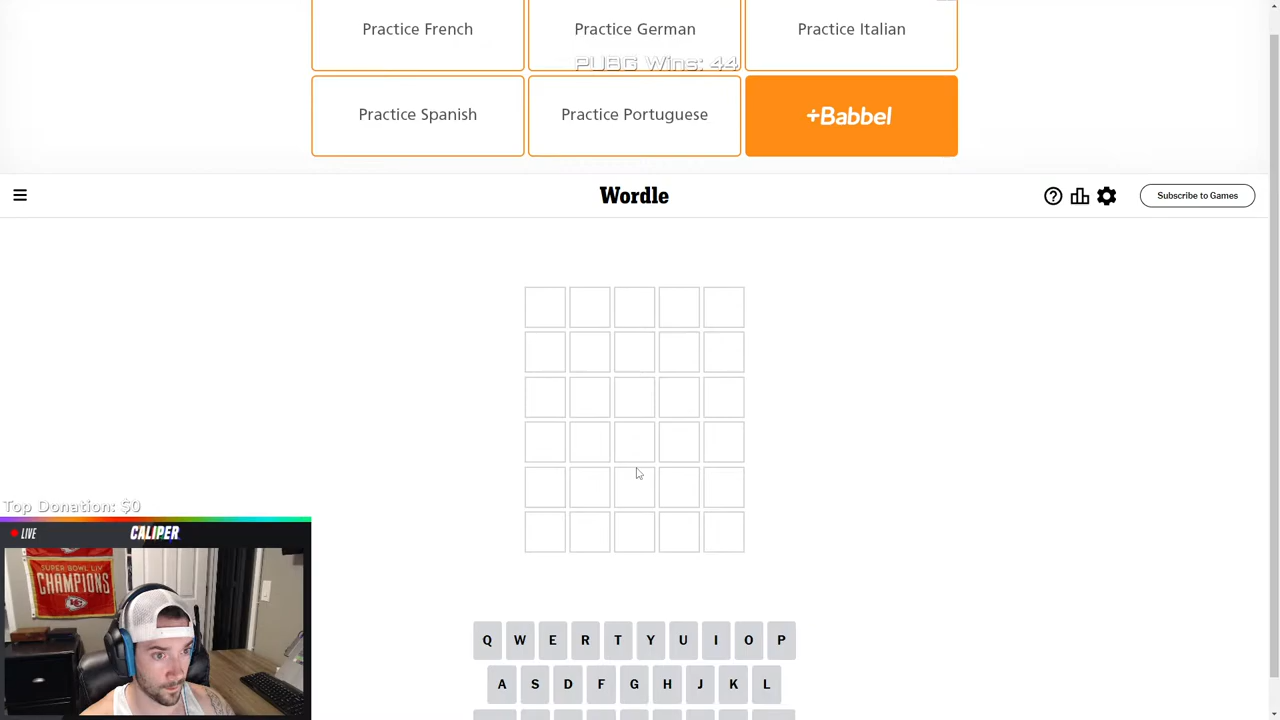 Practice French
Practice German
Practice Italian
PUBG Wins: 44
Practice Spanish
Practice Portuguese
+Babbel
Wordle
Subscribe to Games
Top Donation: $0
LIVE
CALIPER
SUPER BOWL LIV
CHAMPIONS
Q W E R T Y U I O P
A S D F G H J K L